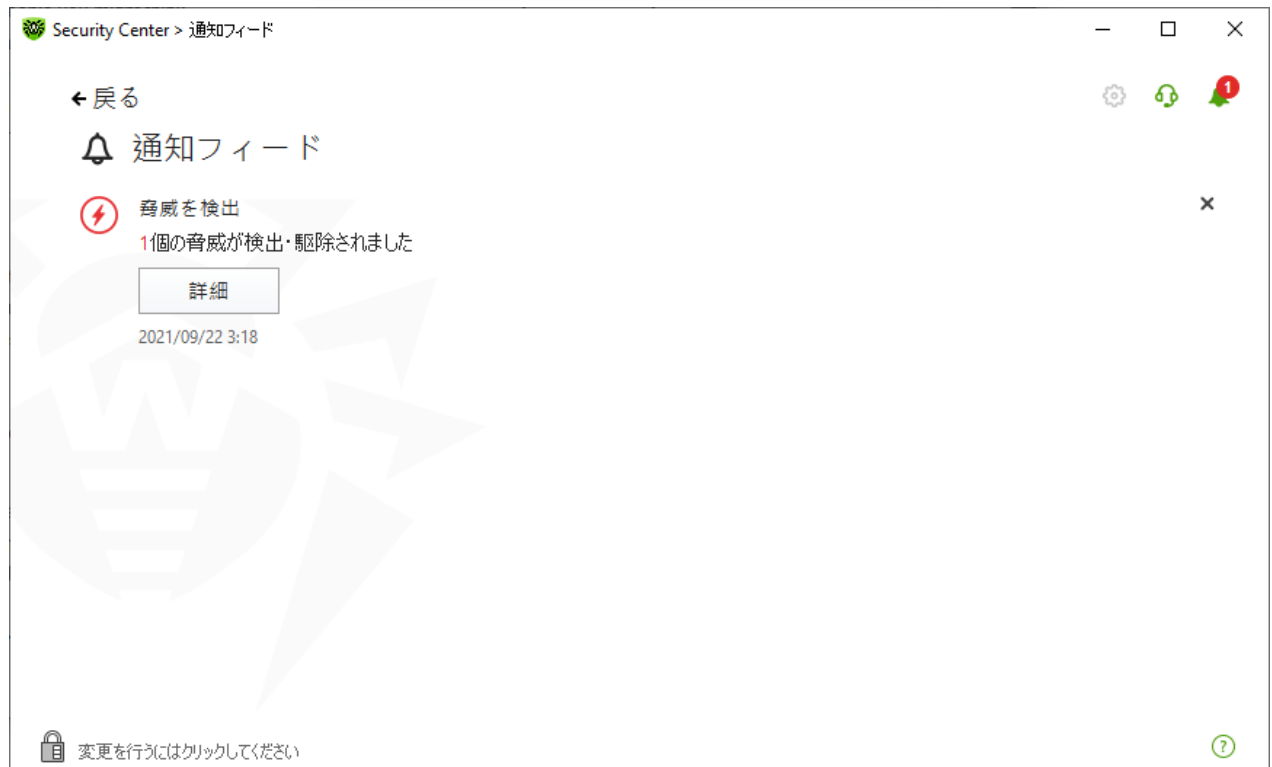 Security Center > 通知フィード
戻る
1
通知フィード
脅威を検出
1個の脅威が検出・駆除されました
詳細
2021/09/22 3:18
変更を行うにはクリックしてください
?